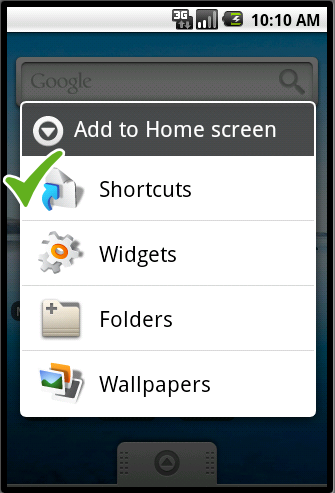 3G 10:10 AM
Google
Add to Home screen
Shortcuts
Widgets
Folders
Wallpapers